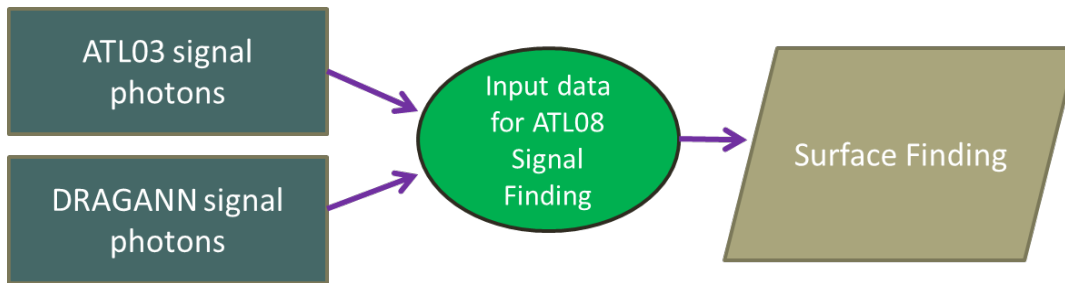 ATL03 signal
photons
DRAGANN signal
photons
Input data
for ATL08
Signal
Finding
Surface Finding